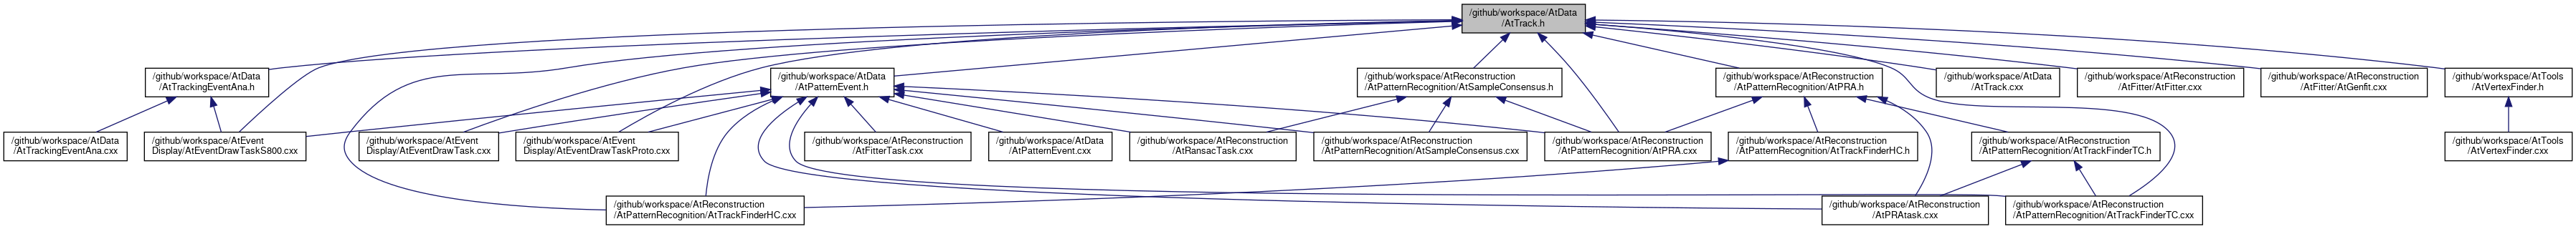 /github/workspace/AtData
/AtTrack.h
/github/workspace/AtData
/AtTrackingEventAna.h
/github/workspace/AtData
/AtPatternEvent.h
/github/workspace/AtReconstruction
/AtPatternRecognition/AtSampleConsensus.h
/github/workspace/AtReconstruction
/AtPatternRecognition/AtPRA.h
/github/workspace/AtData
/AtTrack.cxx
/github/workspace/AtReconstruction
/AtFitter/AtFitter.cxx
/github/workspace/AtReconstruction
/AtFitter/AtGenfit.cxx
/github/workspace/AtTools
/AtVertexFinder.h
/github/workspace/AtData
/AtTrackingEventAna.cxx
/github/workspace/AtEvent
Display/AtEventDrawTaskS800.cxx
/github/workspace/AtEvent
Display/AtEventDrawTask.cxx
/github/workspace/AtEvent
Display/AtEventDrawTaskProto.cxx
/github/workspace/AtReconstruction
/AtFitterTask.cxx
/github/workspace/AtData
/AtPatternEvent.cxx
/github/workspace/AtReconstruction
/AtRansacTask.cxx
/github/workspace/AtReconstruction
/AtPatternRecognition/AtSampleConsensus.cxx
/github/workspace/AtReconstruction
/AtPatternRecognition/AtPRA.cxx
/github/workspace/AtReconstruction
/AtPatternRecognition/AtTrackFinderHC.h
/github/workspace/AtReconstruction
/AtPatternRecognition/AtTrackFinderTC.h
/github/workspace/AtTools
/AtVertexFinder.cxx
/github/workspace/AtReconstruction
/AtPatternRecognition/AtTrackFinderHC.cxx
/github/workspace/AtReconstruction
/AtPRAtask.cxx
/github/workspace/AtReconstruction
/AtPatternRecognition/AtTrackFinderTC.cxx